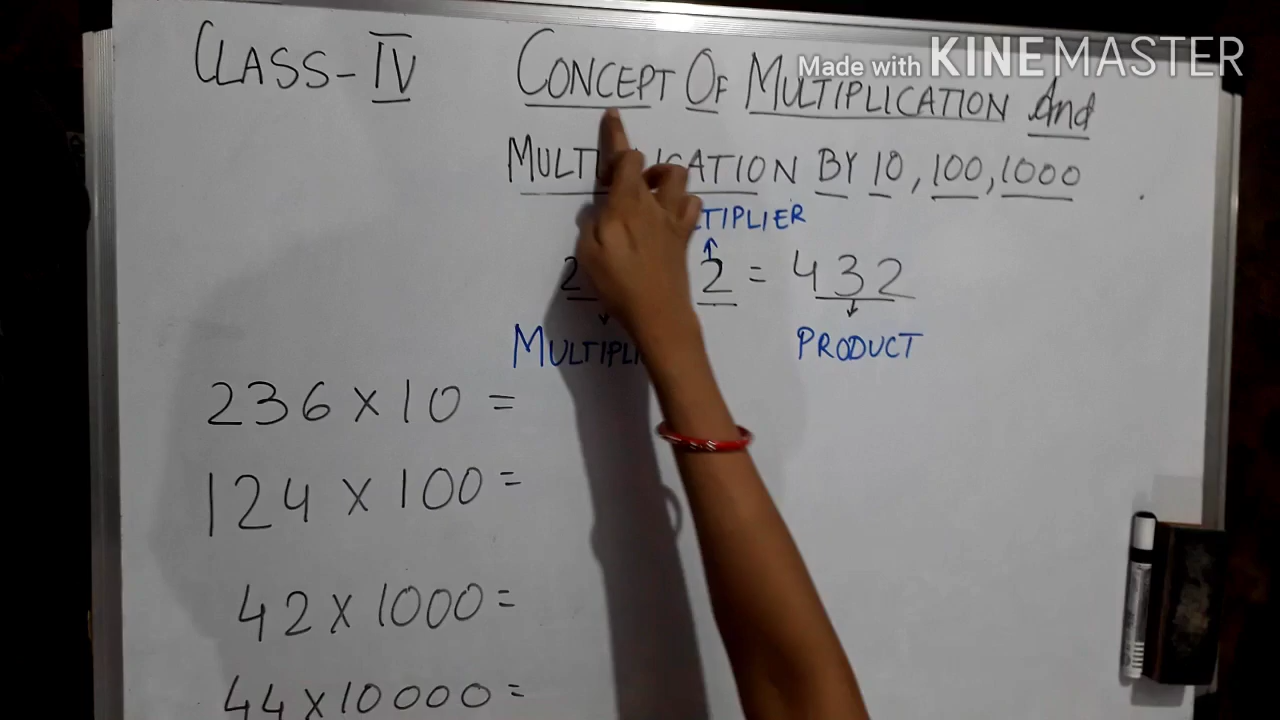 CLASS-IV CONCEPT OF MULTIPLICATION And
Made with KINEMASTER
BY 10, 100, 1000
2 = 432
PRODUCT
236 × 10 =
124 × 100 =
42 × 1000 =
44 × 10000 =